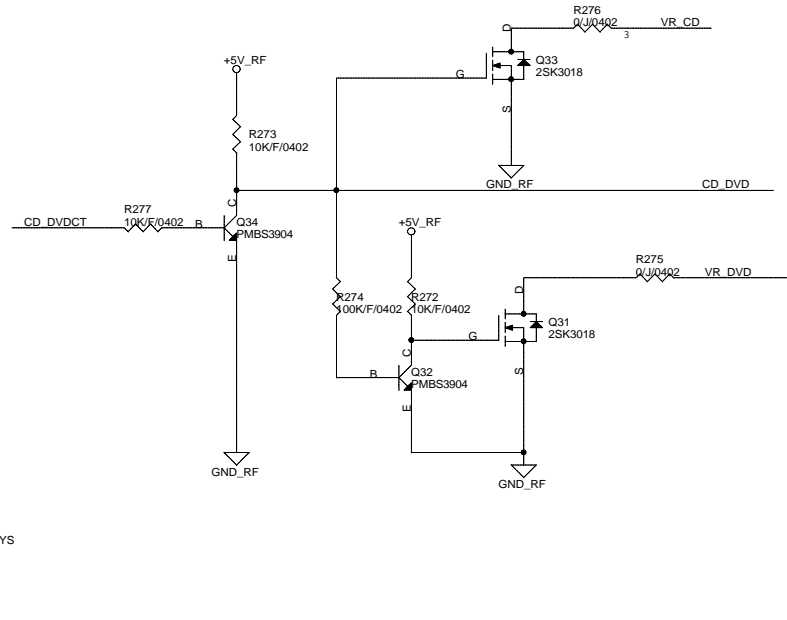 R276
0/J/0402
VR_CD
3
D
+5V_RF
Q33
2SK3018
G
S
R273
10K/F/0402
GND_RF
CD_DVD
C
R277
10K/F/0402
CD_DVDCT
B
Q34
PMBS3904
+5V_RF
E
R275
0/J/0402
VR_DVD
D
R274
100K/F/0402
R272
10K/F/0402
Q31
2SK3018
G
C
B
Q32
PMBS3904
S
E
GND_RF
GND_RF
YS